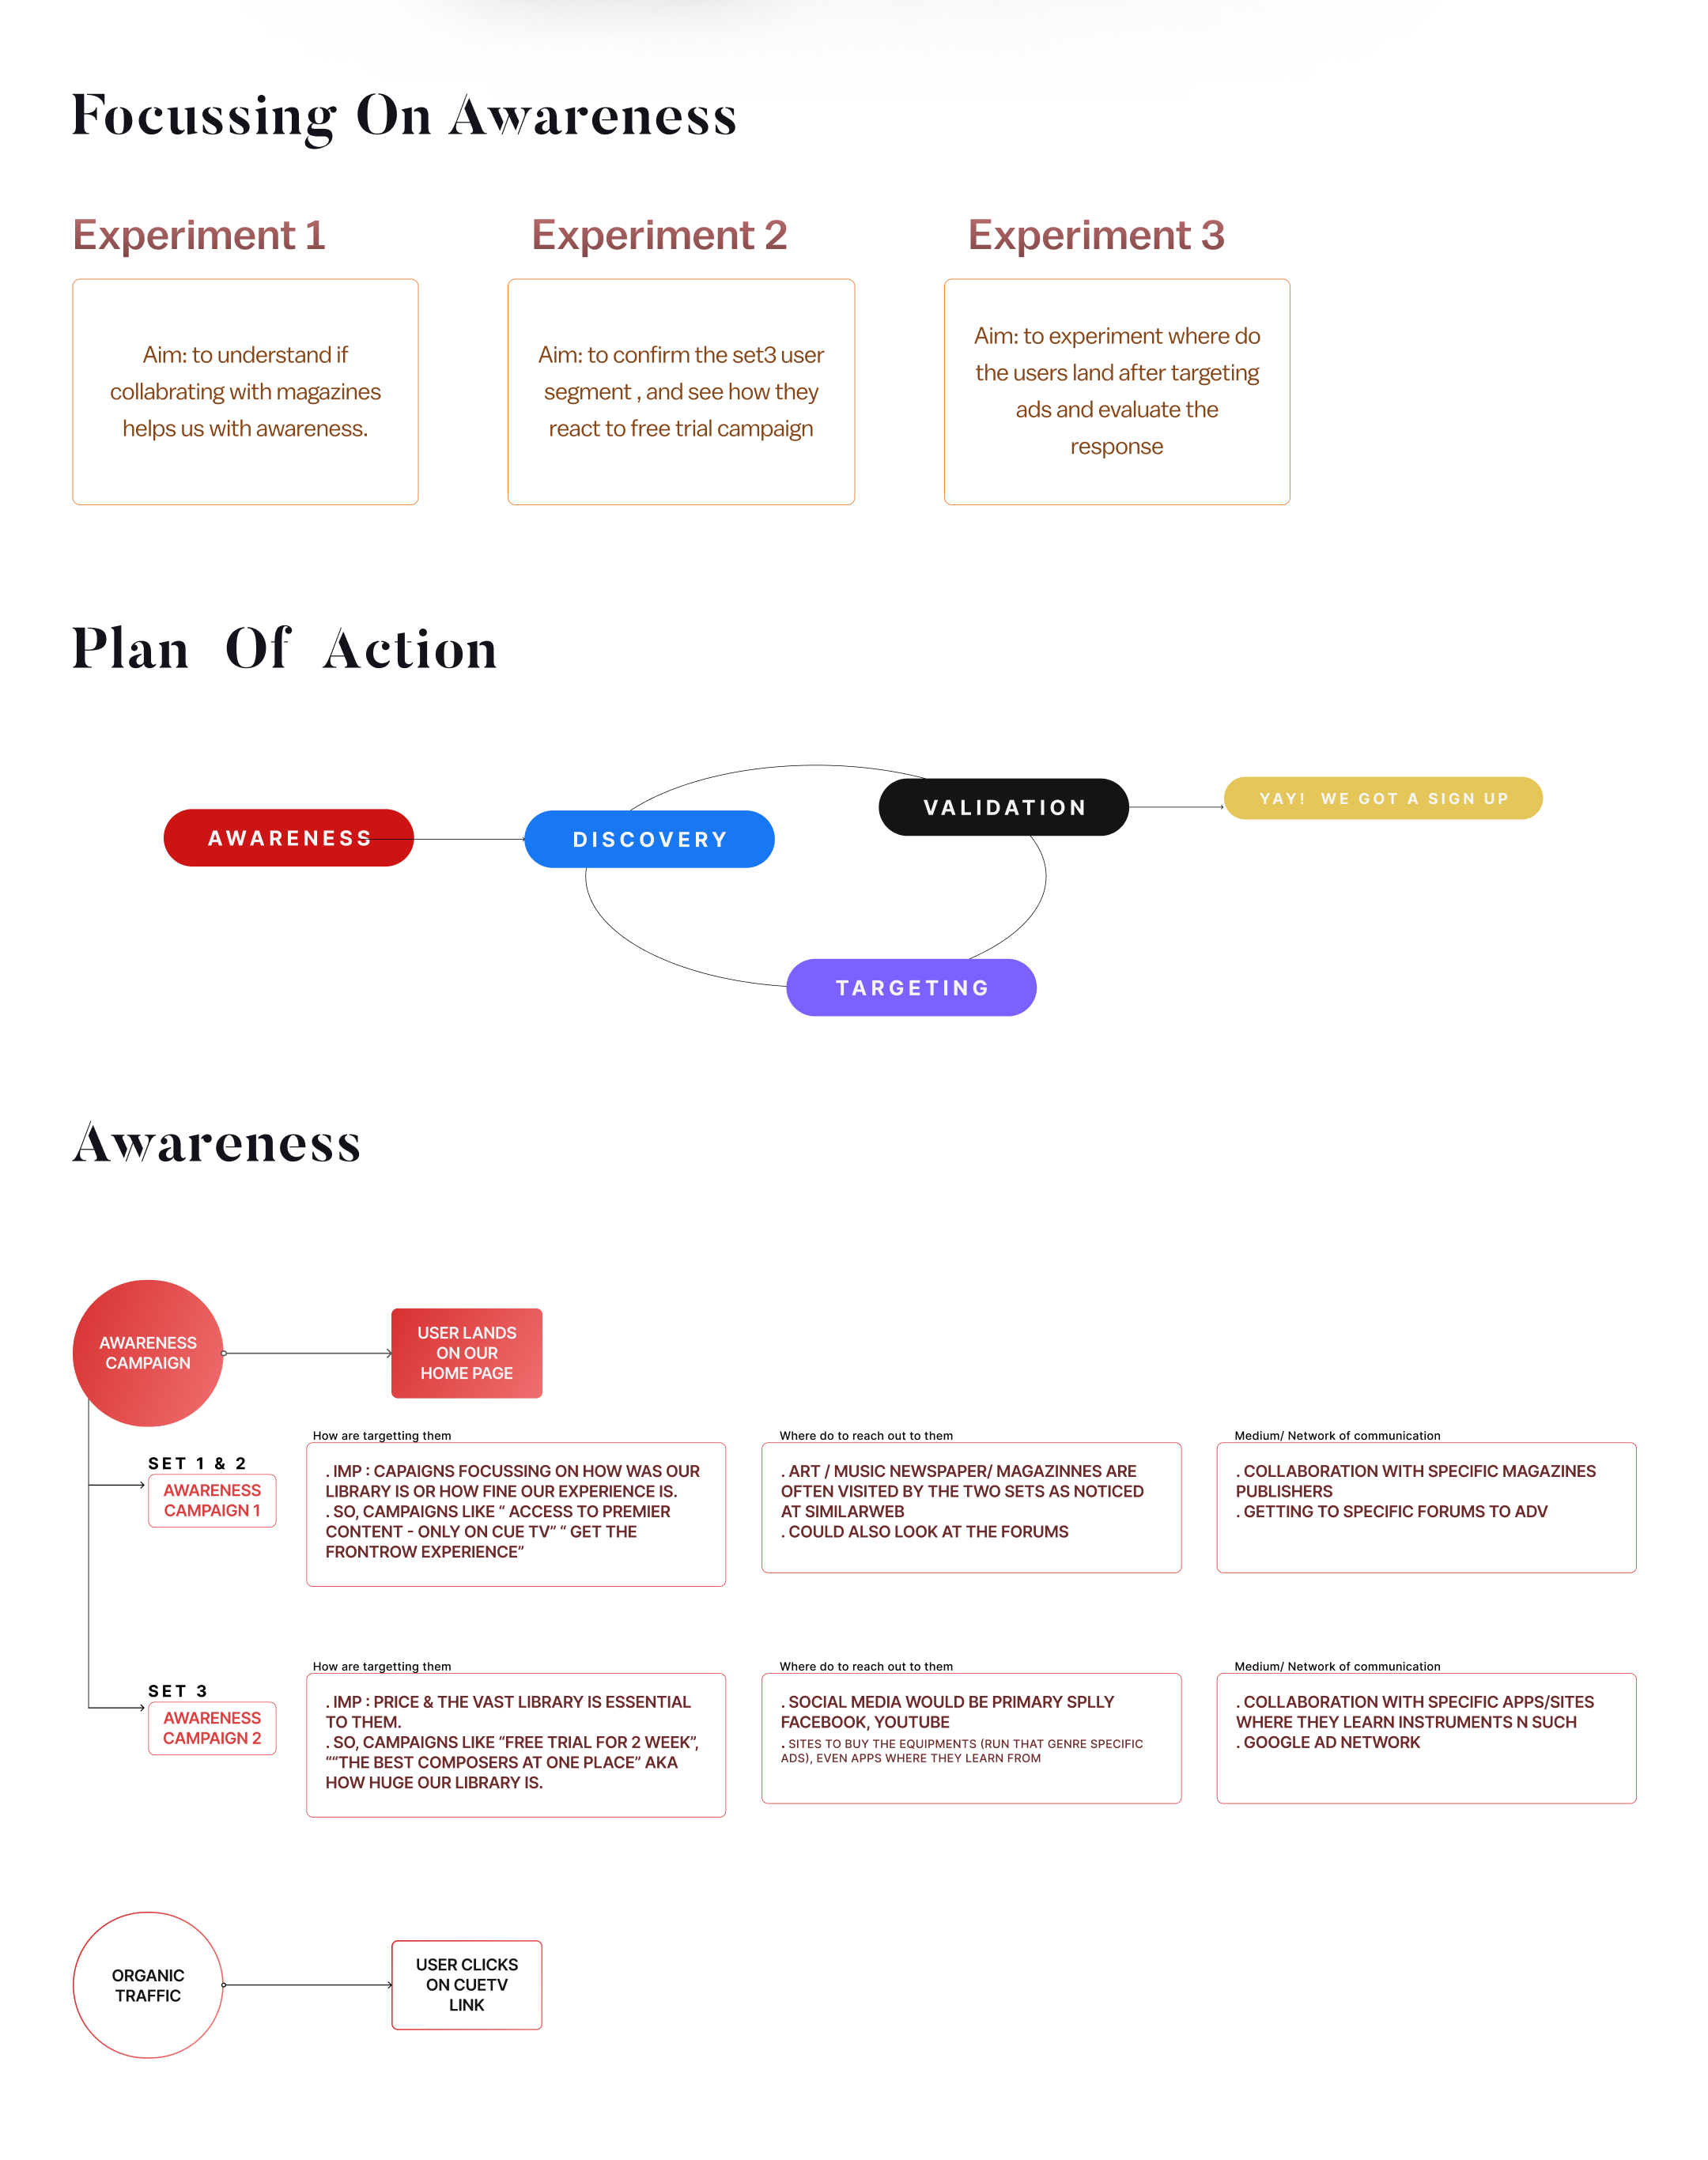 Focussing On Awareness
Experiment 1
Experiment 2
Experiment 3
Aim: to understand if
collabrating with magazines
helps us with awareness.
Aim: to confirm the set3 user
segment , and see how they
react to free trial campaign
Aim: to experiment where do
the users land after targeting
ads and evaluate the
response
Plan Of Action
AWARENESS
DISCOVERY
VALIDATION
YAY! WE GOT A SIGN UP
TARGETING
Awareness
AWARENESS
CAMPAIGN
USER LANDS
ON OUR
HOME PAGE
SET 1 & 2
AWARENESS
CAMPAIGN 1
How are targetting them
. IMP : CAPAIGNS FOCUSSING ON HOW WAS OUR
LIBRARY IS OR HOW FINE OUR EXPERIENCE IS.
. SO, CAMPAIGNS LIKE “ ACCESS TO PREMIER
CONTENT - ONLY ON CUE TV” “ GET THE
FRONTROW EXPERIENCE”
Where do to reach out to them
. ART / MUSIC NEWSPAPER/ MAGAZINNES ARE
OFTEN VISITED BY THE TWO SETS AS NOTICED
AT SIMILARWEB
. COULD ALSO LOOK AT THE FORUMS
Medium/ Network of communication
. COLLABORATION WITH SPECIFIC MAGAZINES
PUBLISHERS
. GETTING TO SPECIFIC FORUMS TO ADV
SET 3
AWARENESS
CAMPAIGN 2
How are targetting them
. IMP : PRICE & THE VAST LIBRARY IS ESSENTIAL
TO THEM.
. SO, CAMPAIGNS LIKE “FREE TRIAL FOR 2 WEEK”,
““THE BEST COMPOSERS AT ONE PLACE” AKA
HOW HUGE OUR LIBRARY IS.
Where do to reach out to them
. SOCIAL MEDIA WOULD BE PRIMARY SPLLY
FACEBOOK, YOUTUBE
. SITES TO BUY THE EQUIPMENTS (RUN THAT GENRE SPECIFIC
ADS), EVEN APPS WHERE THEY LEARN FROM
Medium/ Network of communication
. COLLABORATION WITH SPECIFIC APPS/SITES
WHERE THEY LEARN INSTRUMENTS N SUCH
. GOOGLE AD NETWORK
ORGANIC
TRAFFIC
USER CLICKS
ON CUETV
LINK